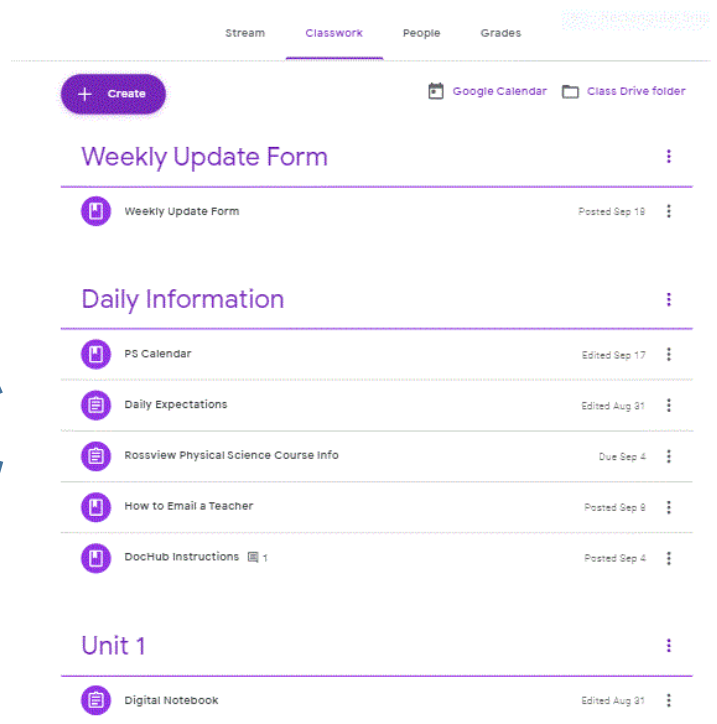 Stream Classwork People Grades
Rectangular Snip
+ Create Google Calendar Class Drive folder
Weekly Update Form
Weekly Update Form Posted Sep 18
Daily Information
PS Calendar Edited Sep 17
Daily Expectations Edited Aug 31
Rossview Physical Science Course Info Due Sep 4
How to Email a Teacher Posted Sep 9
DocHub Instructions 1 Posted Sep 4
Unit 1
Digital Notebook Edited Aug 31